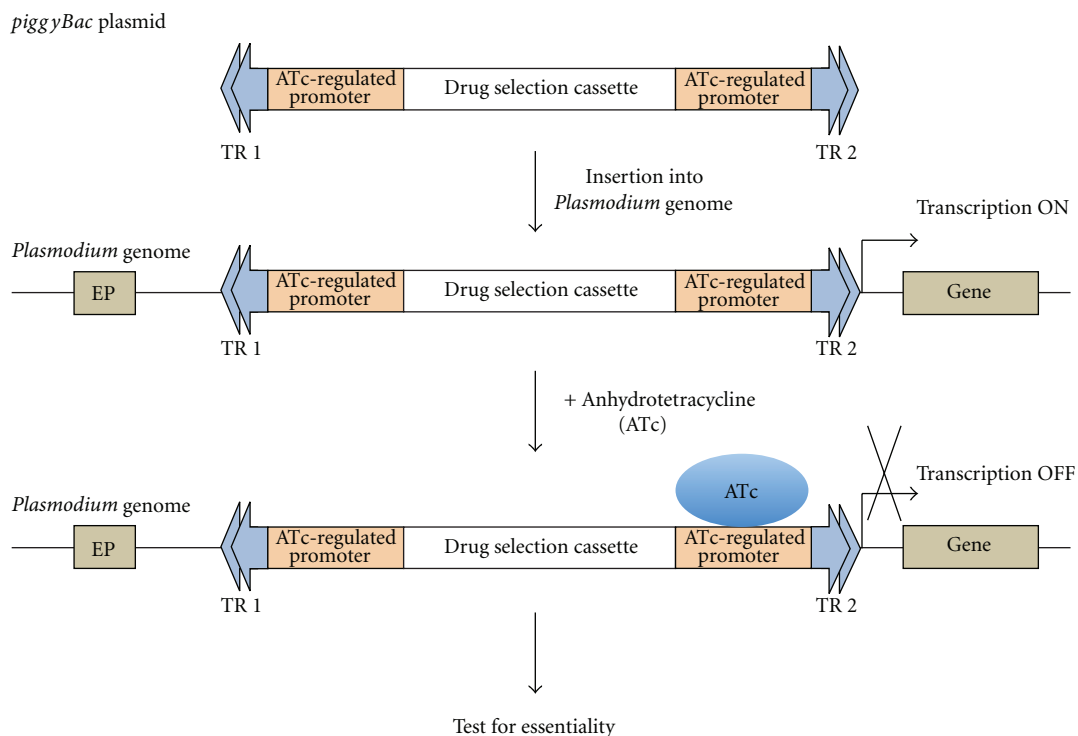 piggyBac plasmid
ATc-regulated
promoter
Drug selection cassette
ATc-regulated
promoter
TR 1
TR 2
Insertion into
Plasmodium genome
Transcription ON
Plasmodium genome
EP
ATc-regulated
promoter
Drug selection cassette
ATc-regulated
promoter
Gene
TR 1
TR 2
+ Anhydrotetracycline
(ATc)
ATc
Transcription OFF
Plasmodium genome
EP
ATc-regulated
promoter
Drug selection cassette
ATc-regulated
promoter
Gene
TR 1
TR 2
Test for essentiality